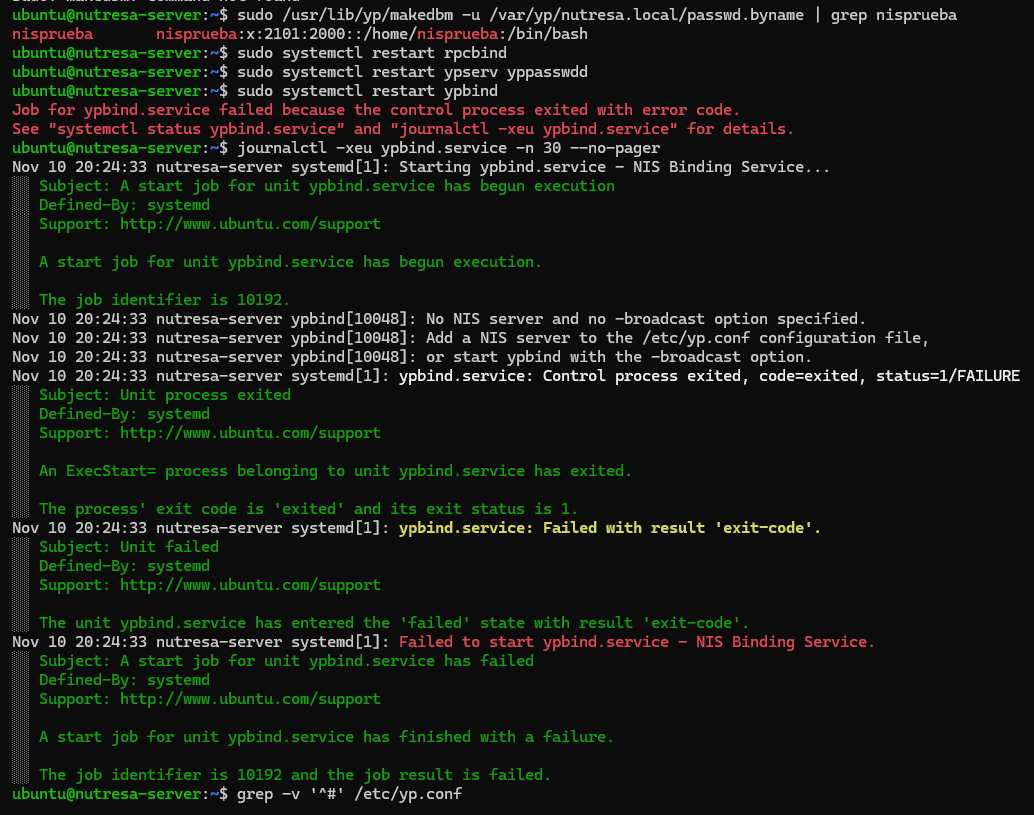 ubuntu@nutresa-server:~$ sudo /usr/lib/yp/makedbm -u /var/yp/nutresa.local/passwd.byname | grep nisprueba
nisprueba       nisprueba:x:2101:2000::/home/nisprueba:/bin/bash
ubuntu@nutresa-server:~$ sudo systemctl restart rpcbind
ubuntu@nutresa-server:~$ sudo systemctl restart ypserv yppasswdd
ubuntu@nutresa-server:~$ sudo systemctl restart ypbind
Job for ypbind.service failed because the control process exited with error code.
See "systemctl status ypbind.service" and "journalctl -xeu ypbind.service" for details.
ubuntu@nutresa-server:~$ journalctl -xeu ypbind.service -n 30 --no-pager
Nov 10 20:24:33 nutresa-server systemd[1]: Starting ypbind.service - NIS Binding Service...
░░ Subject: A start job for unit ypbind.service has begun execution
░░ Defined-By: systemd
░░ Support: http://www.ubuntu.com/support
░░
░░ A start job for unit ypbind.service has begun execution.
░░
░░ The job identifier is 10192.
Nov 10 20:24:33 nutresa-server ypbind[10048]: No NIS server and no -broadcast option specified.
Nov 10 20:24:33 nutresa-server ypbind[10048]: Add a NIS server to the /etc/yp.conf configuration file,
Nov 10 20:24:33 nutresa-server ypbind[10048]: or start ypbind with the -broadcast option.
Nov 10 20:24:33 nutresa-server systemd[1]: ypbind.service: Control process exited, code=exited, status=1/FAILURE
░░ Subject: Unit process exited
░░ Defined-By: systemd
░░ Support: http://www.ubuntu.com/support
░░
░░ An ExecStart= process belonging to unit ypbind.service has exited.
░░
░░ The process' exit code is 'exited' and its exit status is 1.
Nov 10 20:24:33 nutresa-server systemd[1]: ypbind.service: Failed with result 'exit-code'.
░░ Subject: Unit failed
░░ Defined-By: systemd
░░ Support: http://www.ubuntu.com/support
░░
░░ The unit ypbind.service has entered the 'failed' state with result 'exit-code'.
Nov 10 20:24:33 nutresa-server systemd[1]: Failed to start ypbind.service - NIS Binding Service.
░░ Subject: A start job for unit ypbind.service has failed
░░ Defined-By: systemd
░░ Support: http://www.ubuntu.com/support
░░
░░ A start job for unit ypbind.service has finished with a failure.
░░
░░ The job identifier is 10192 and the job result is failed.
ubuntu@nutresa-server:~$ grep -v '^#' /etc/yp.conf